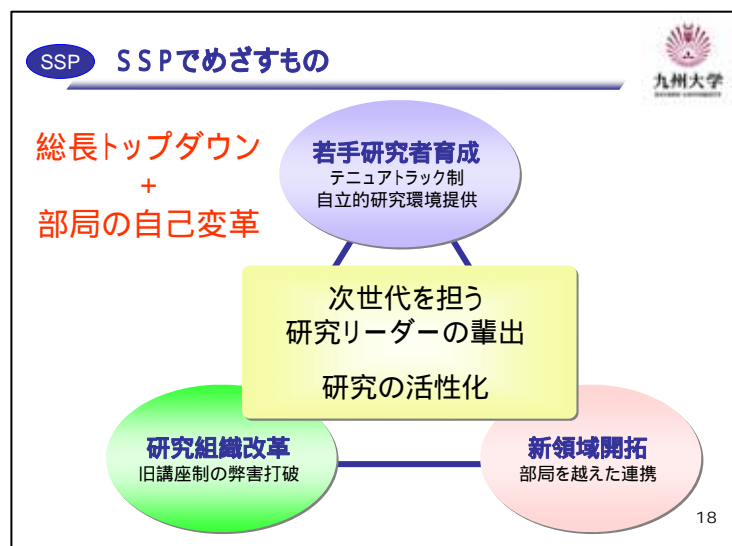 SSP
SSPでめざすもの
九州大学
総長トップダウン
+
部局の自己変革
若手研究者育成
テニュアトラック制
自立的研究環境提供
次世代を担う
研究リーダーの輩出
研究の活性化
研究組織改革
旧講座制の弊害打破
新領域開拓
部局を越えた連携
18